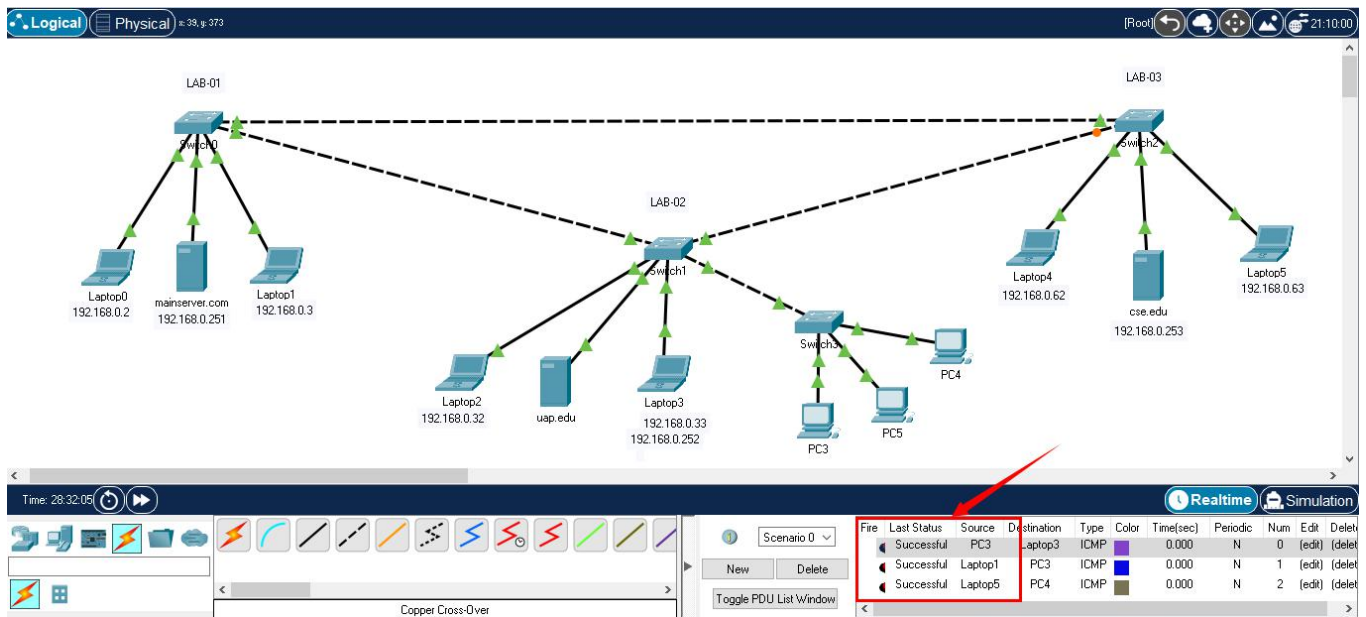 Logical Physical x: 39, y: 373 [Root] 21:10:00
LAB-01
LAB-03
Switch0
Switch2
LAB-02
Switch1
Laptop0
192.168.0.2
mainserver.com
192.168.0.251
Laptop1
192.168.0.3
Laptop4
192.168.0.62
cse.edu
192.168.0.253
Laptop5
192.168.0.63
Switch3
Laptop2
192.168.0.32
uap.edu
Laptop3
192.168.0.33
192.168.0.252
PC3
PC5
PC4
Time: 28:32:05 Realtime Simulation
Scenario 0
New Delete
Toggle PDU List Window
Copper Cross-Over
Fire Last Status Source Destination Type Color Time(sec) Periodic Num Edit Delete
Successful PC3 Laptop3 ICMP 0.000 N 0 (edit) (delet
Successful Laptop1 PC3 ICMP 0.000 N 1 (edit) (delet
Successful Laptop5 PC4 ICMP 0.000 N 2 (edit) (delet